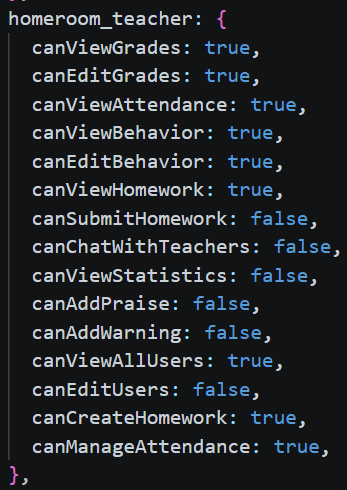 homeroom_teacher: {
canViewGrades: true,
canEditGrades: true,
canViewAttendance: true,
canViewBehavior: true,
canEditBehavior: true,
canViewHomework: true,
canSubmitHomework: false,
canChatWithTeachers: false,
canViewStatistics: false,
canAddPraise: false,
canAddWarning: false,
canViewAllUsers: true,
canEditUsers: false,
canCreateHomework: true,
canManageAttendance: true,
},